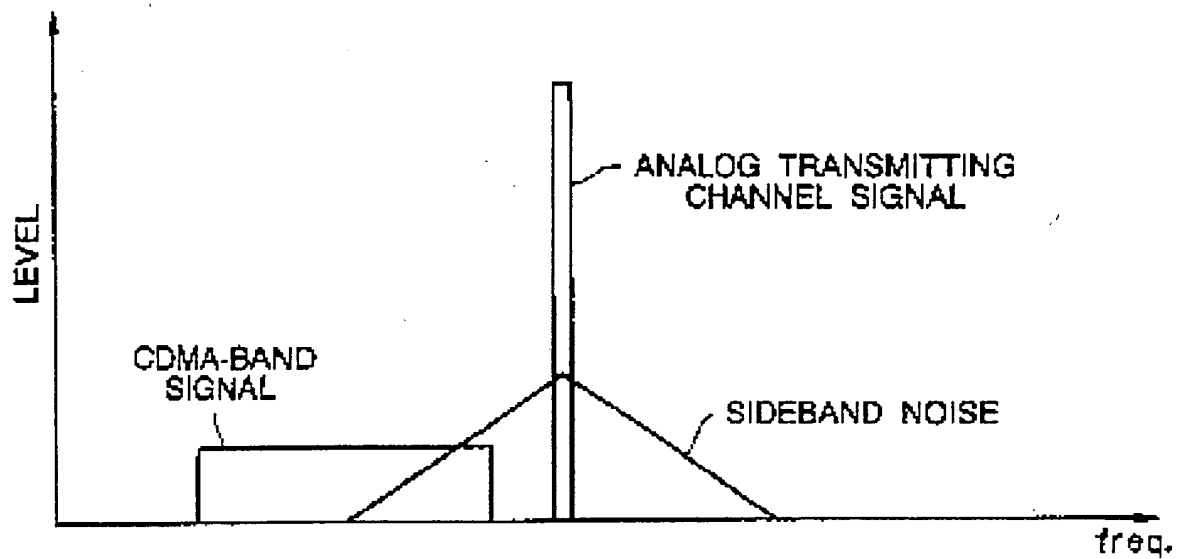 ANALOG TRANSMITTING
CHANNEL SIGNAL
LEVEL
CDMA-BAND
SIGNAL
SIDEBAND NOISE
freq.